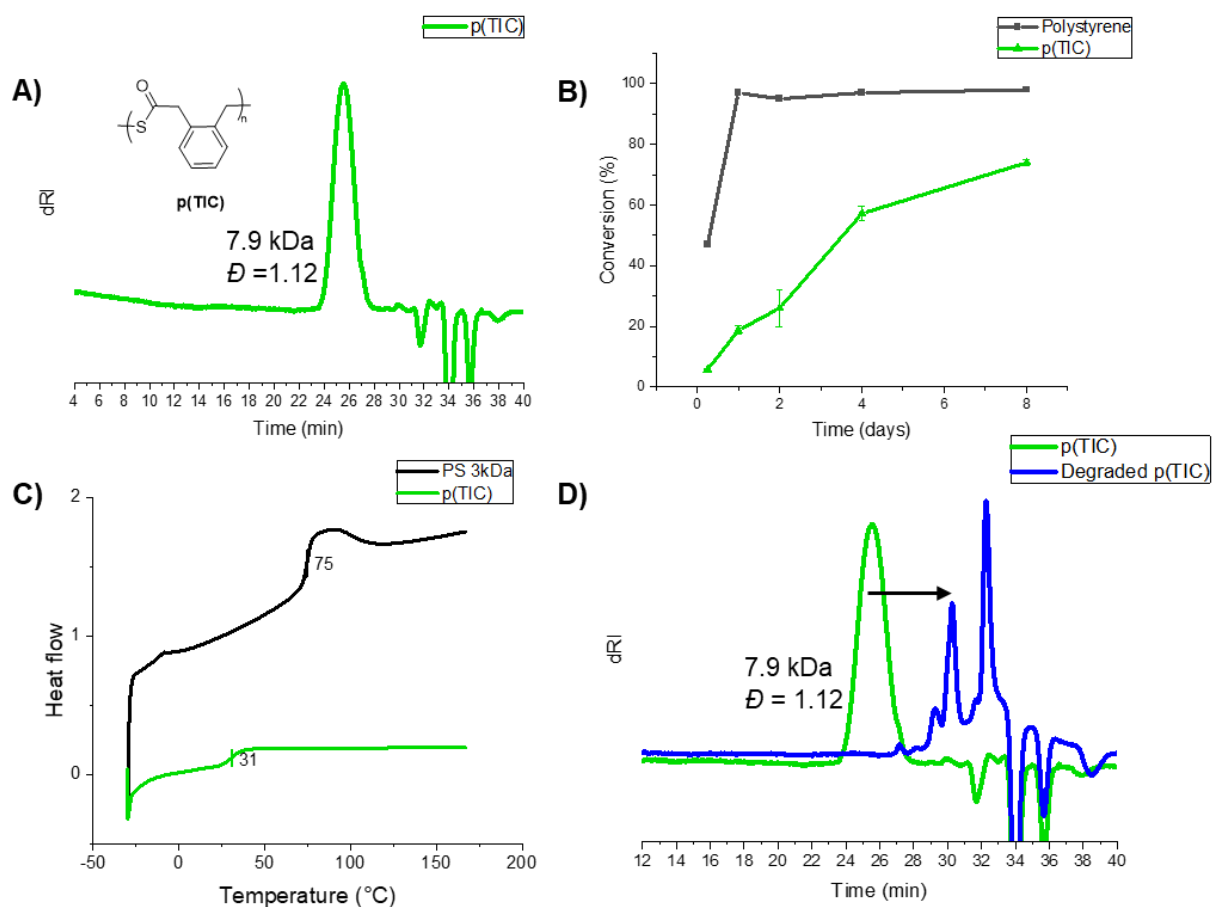 A)
p(TIC)
O
S
n
p(TIC)
7.9 kDa
Đ =1.12
dRI
4 6 8 10 12 14 16 18 20 22 24 26 28 30 32 34 36 38 40
Time (min)
B)
Polystyrene
p(TIC)
100
80
60
40
20
0
Conversion (%)
0 2 4 6 8
Time (days)
C)
PS 3kDa
p(TIC)
2
1
0
Heat flow
75
31
-50 0 50 100 150 200
Temperature (°C)
D)
p(TIC)
Degraded p(TIC)
7.9 kDa
Đ = 1.12
dRI
12 14 16 18 20 22 24 26 28 30 32 34 36 38 40
Time (min)